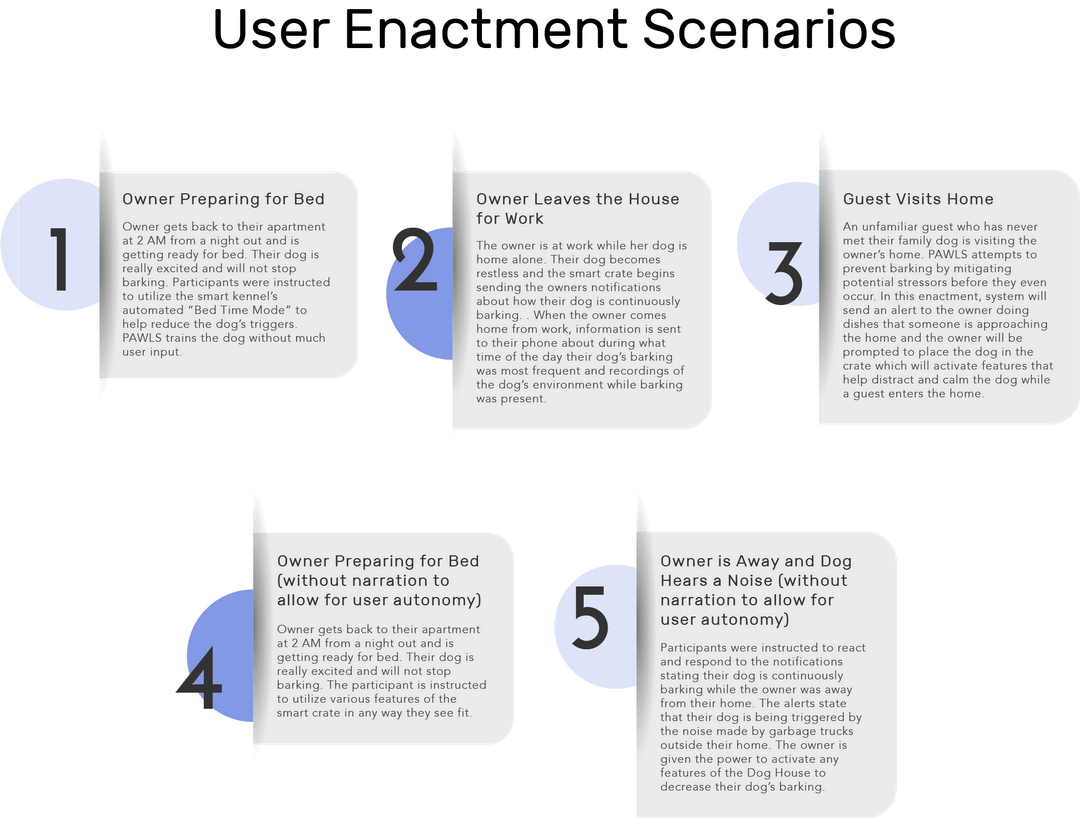 User Enactment Scenarios
1
Owner Preparing for Bed
Owner gets back to their apartment
at 2 AM from a night out and is
getting ready for bed. Their dog is
really excited and will not stop
barking. Participants were instructed
to utilize the smart kennel’s
automated “Bed Time Mode” to
help reduce the dog’s triggers.
PAWLS trains the dog without much
user input.
2
Owner Leaves the House
for Work
The owner is at work while her dog is
home alone. Their dog becomes
restless and the smart crate begins
sending the owners notifications
about how their dog is continuously
barking. . When the owner comes
home from work, information is sent
to their phone about during what
time of the day their dog’s barking
was most frequent and recordings of
the dog’s environment while barking
was present.
3
Guest Visits Home
An unfamiliar guest who has never
met their family dog is visiting the
owner’s home. PAWLS attempts to
prevent barking by mitigating
potential stressors before they even
occur. In this enactment, system will
send an alert to the owner doing
dishes that someone is approaching
the home and the owner will be
prompted to place the dog in the
crate which will activate features that
help distract and calm the dog while
a guest enters the home.
4
Owner Preparing for Bed
(without narration to
allow for user autonomy)
Owner gets back to their apartment
at 2 AM from a night out and is
getting ready for bed. Their dog is
really excited and will not stop
barking. The participant is instructed
to utilize various features of the
smart crate in any way they see fit.
5
Owner is Away and Dog
Hears a Noise (without
narration to allow for
user autonomy)
Participants were instructed to react
and respond to the notifications
stating their dog is continuously
barking while the owner was away
from their home. The alerts state
that their dog is being triggered by
the noise made by garbage trucks
outside their home. The owner is
given the power to activate any
features of the Dog House to
decrease their dog’s barking.